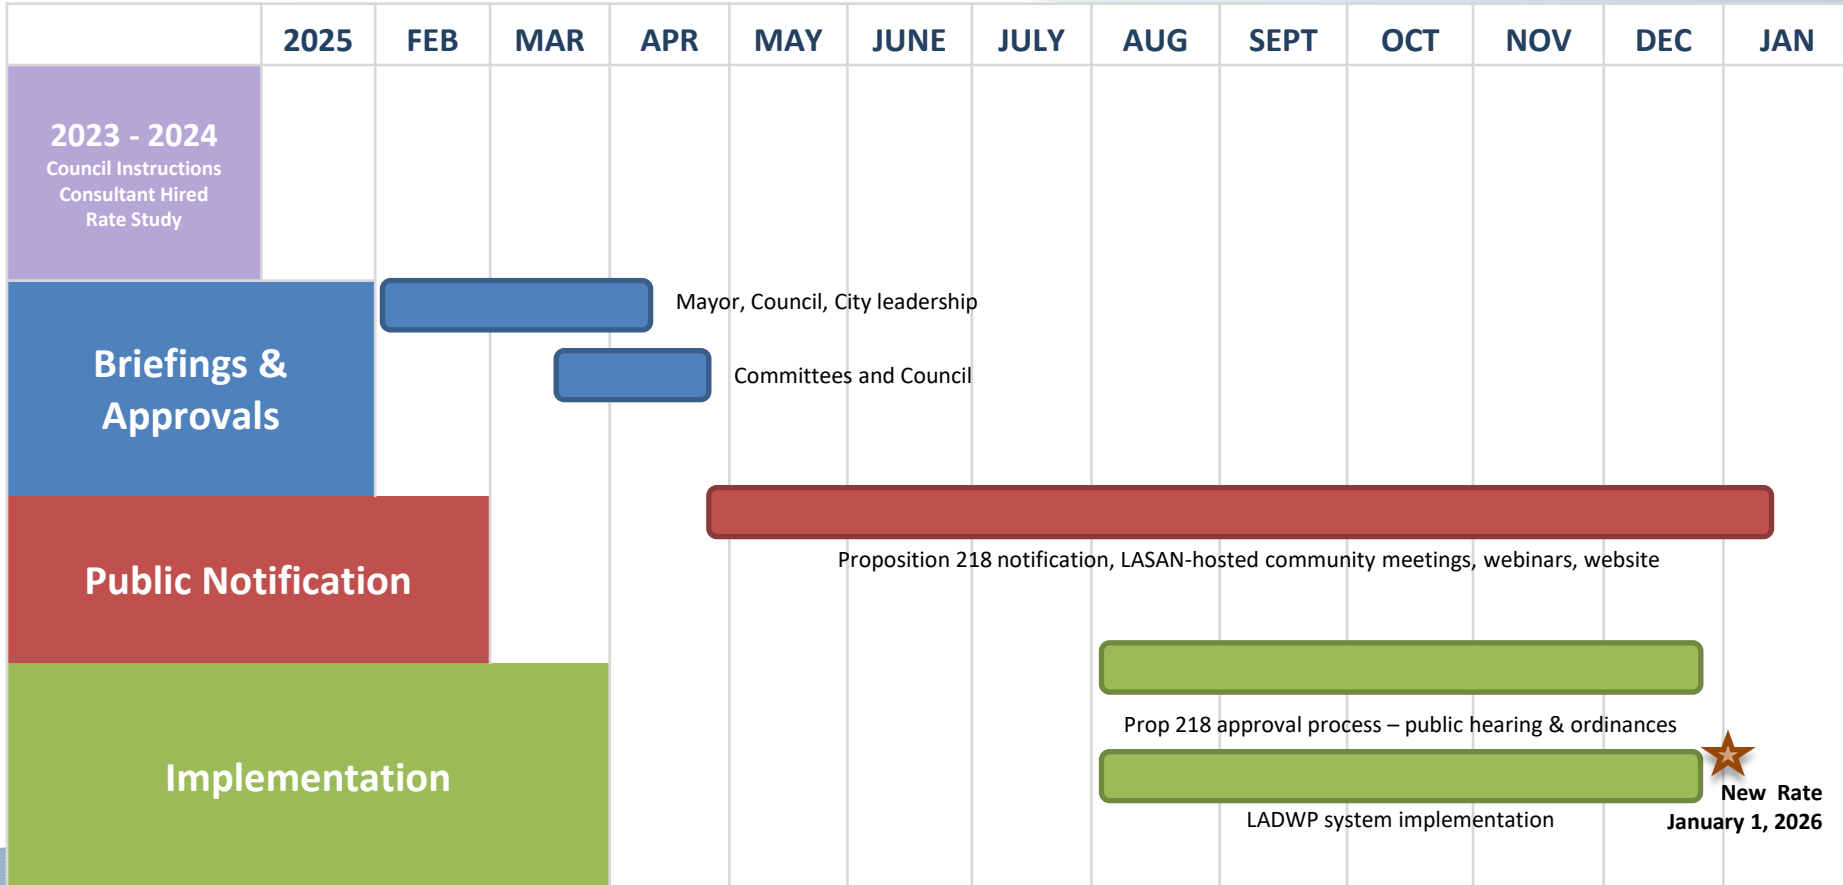 2025 FEB MAR APR MAY JUNE JULY AUG SEPT OCT NOV DEC JAN
2023 - 2024
Council Instructions
Consultant Hired
Rate Study
Briefings &
Approvals
Mayor, Council, City leadership
Committees and Council
Public Notification
Proposition 218 notification, LASAN-hosted community meetings, webinars, website
Implementation
Prop 218 approval process – public hearing & ordinances
LADWP system implementation
New Rate
January 1, 2026